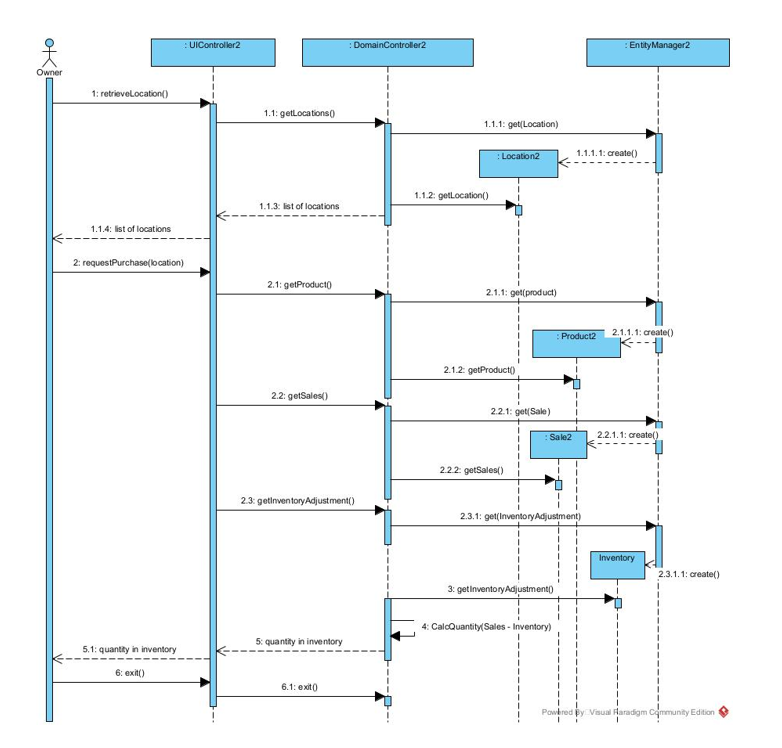 : UIController2
: DomainController2
: EntityManager2
Owner
1: retrieveLocation()
1.1: getLocations()
1.1.1: get(Location)
: Location2
1.1.1.1: create()
1.1.2: getLocation()
1.1.3: list of locations
1.1.4: list of locations
2: requestPurchase(location)
2.1: getProduct()
2.1.1: get(product)
: Product2
2.1.1.1: create()
2.1.2: getProduct()
2.2: getSales()
2.2.1: get(Sale)
: Sale2
2.2.1.1: create()
2.2.2: getSales()
2.3: getInventoryAdjustment()
2.3.1: get(InventoryAdjustment)
Inventory
2.3.1.1: create()
3: getInventoryAdjustment()
4: CalcQuantity(Sales - Inventory)
5: quantity in inventory
5.1: quantity in inventory
6: exit()
6.1: exit()
Powered By: Visual Paradigm Community Edition